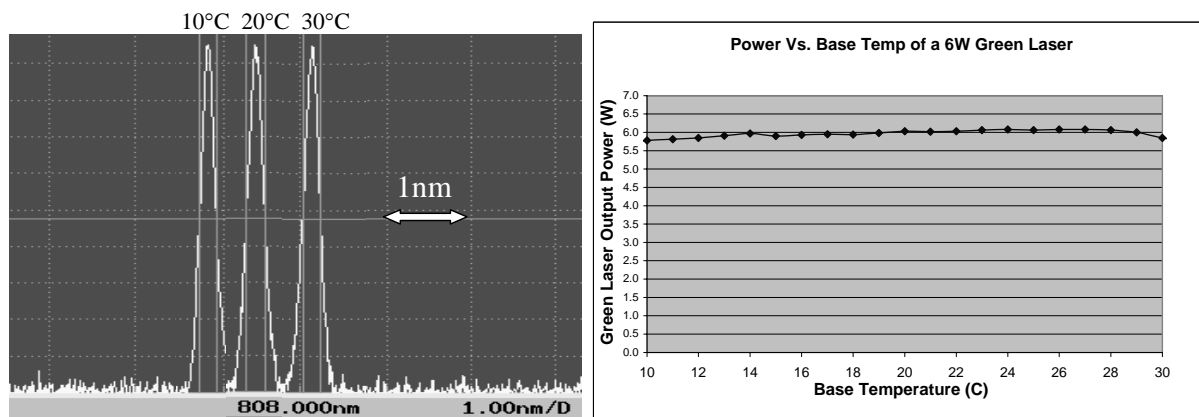 10°C 20°C 30°C
1nm
808.000nm 1.00nm/D
Power Vs. Base Temp of a 6W Green Laser
Green Laser Output Power (W)
7.0
6.5
6.0
5.5
5.0
4.5
4.0
3.5
3.0
2.5
2.0
1.5
1.0
0.5
0.0
10 12 14 16 18 20 22 24 26 28 30
Base Temperature (C)